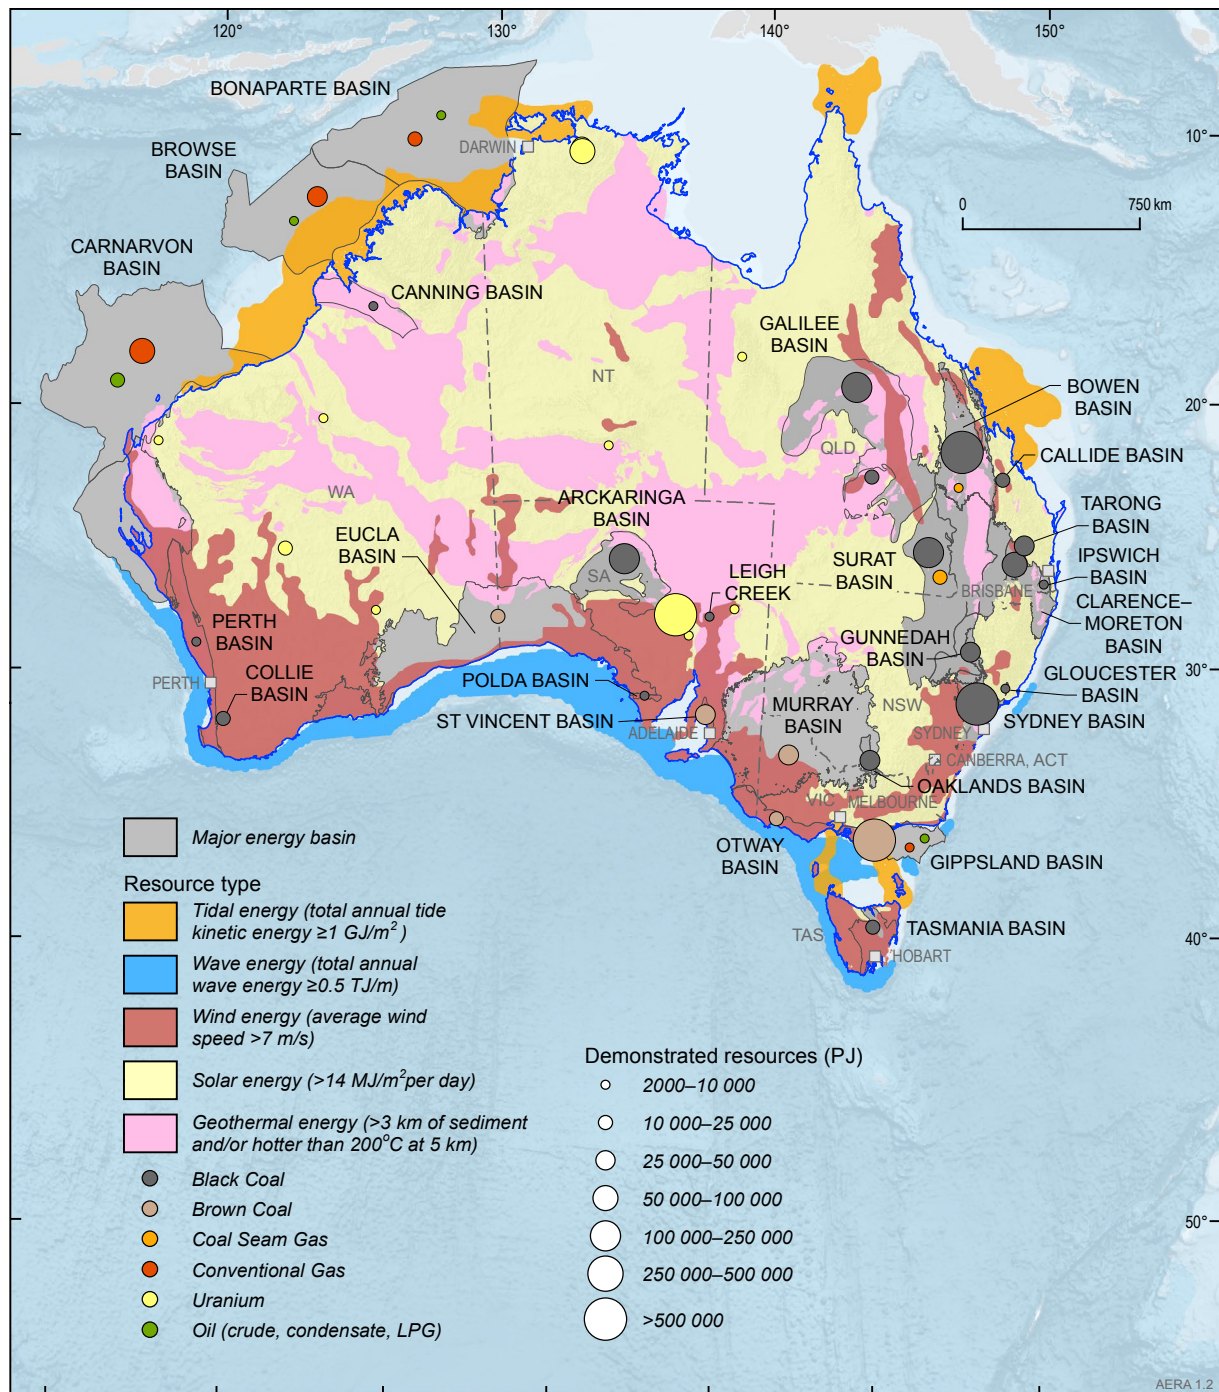 120°
130°
140°
150°
BONAPARTE BASIN
10°
10°
DARWIN
BROWSE
BASIN
0
750 km
CARNARVON
BASIN
CANNING BASIN
GALILEE
BASIN
NT
BOWEN
BASIN
20°
QLD
CALLIDE BASIN
WA
ARCKARINGA
BASIN
TARONG
BASIN
EUCLA
BASIN
SURAT
BASIN
IPSWICH
BASIN
SA
LEIGH
CREEK
BRISBANE
CLARENCE–
MORETON
BASIN
PERTH
BASIN
GUNNEDAH
BASIN
COLLIE
BASIN
PERTH
POLDA BASIN
GLOUCESTER
BASIN
30°
MURRAY
BASIN
NSW
ST VINCENT BASIN
ADELAIDE
SYDNEY
SYDNEY BASIN
CANBERRA, ACT
OAKLANDS BASIN
VIC
MELBOURNE
OTWAY
BASIN
GIPPSLAND BASIN
TAS
TASMANIA BASIN
HOBART
40°
50°
Major energy basin
Resource type
Tidal energy (total annual tide
kinetic energy ≥1 GJ/m²)
Wave energy (total annual
wave energy ≥0.5 TJ/m)
Wind energy (average wind
speed >7 m/s)
Solar energy (>14 MJ/m² per day)
Geothermal energy (>3 km of sediment
and/or hotter than 200°C at 5 km)
Black Coal
Brown Coal
Coal Seam Gas
Conventional Gas
Uranium
Oil (crude, condensate, LPG)
Demonstrated resources (PJ)
2000–10 000
10 000–25 000
25 000–50 000
50 000–100 000
100 000–250 000
250 000–500 000
>500 000
AERA 1.2